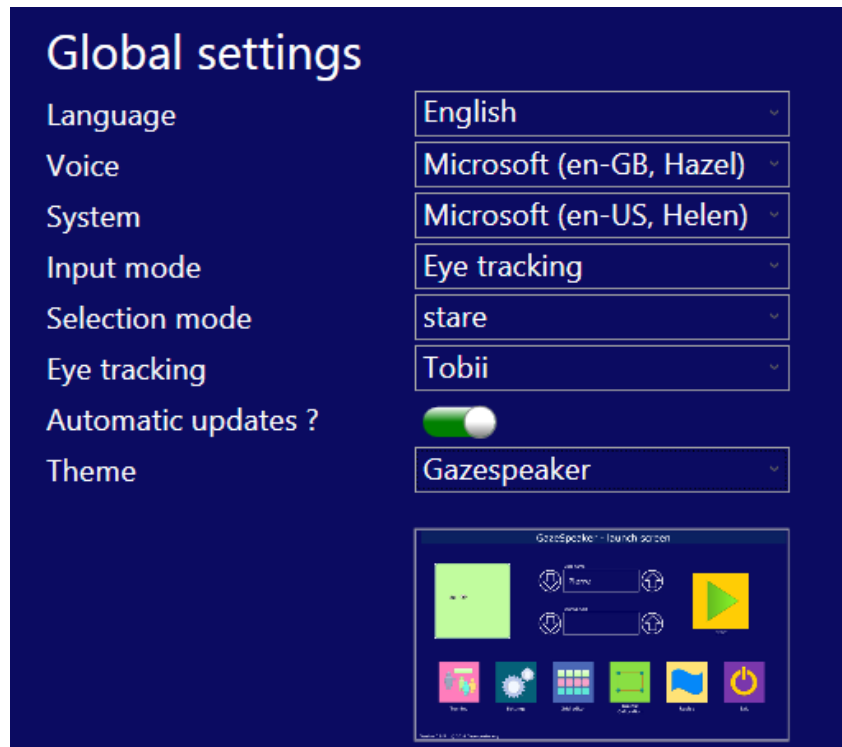 Global settings
Language English
Voice Microsoft (en-GB, Hazel)
System Microsoft (en-US, Helen)
Input mode Eye tracking
Selection mode stare
Eye tracking Tobii
Automatic updates ?
Theme Gazespeaker
GazeSpeaker - launch screen